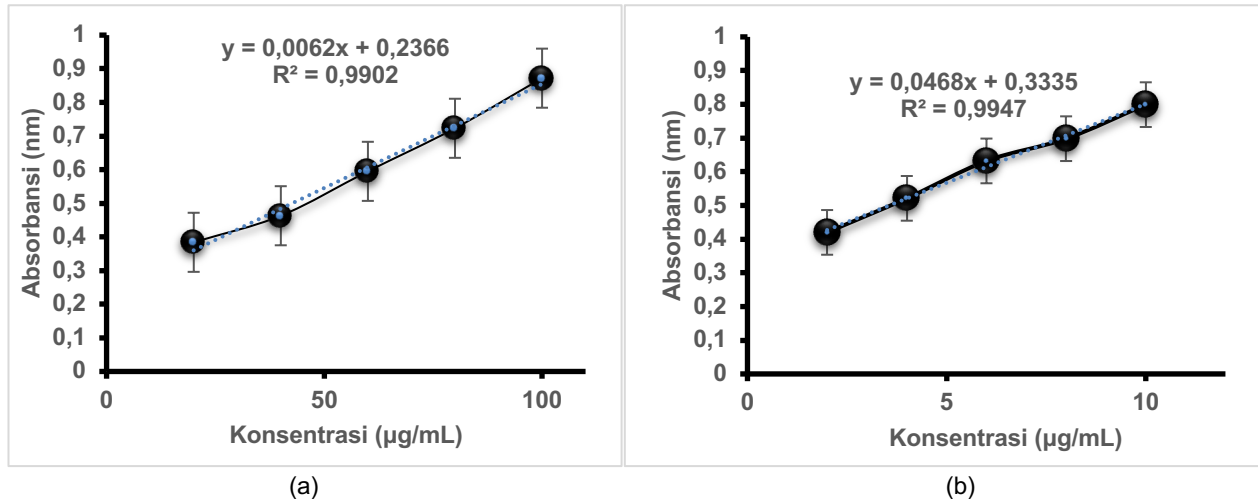 y = 0,0062x + 0,2366
R² = 0,9902
Absorbansi (nm)
1
0,9
0,8
0,7
0,6
0,5
0,4
0,3
0,2
0,1
0
0 50 100
Konsentrasi (µg/mL)
(a)
y = 0,0468x + 0,3335
R² = 0,9947
Absorbansi (nm)
1
0,9
0,8
0,7
0,6
0,5
0,4
0,3
0,2
0,1
0
0 5 10
Konsentrasi (µg/mL)
(b)